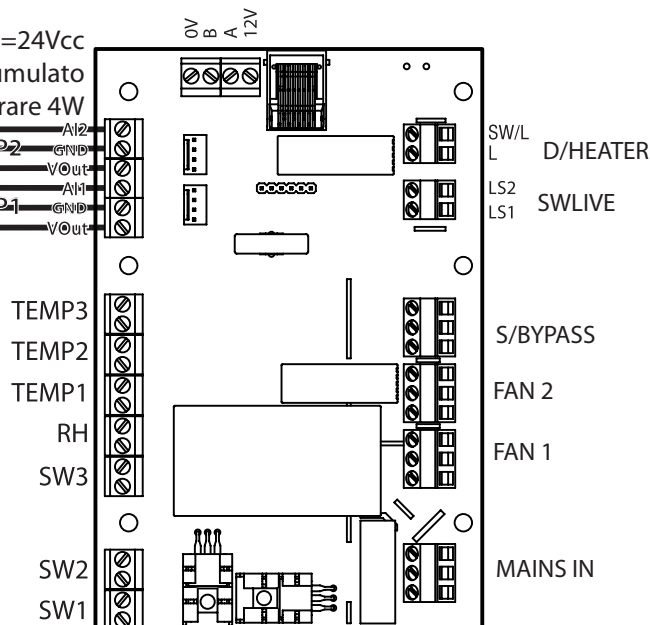 0V B A 12V
=24Vcc
rare 4W
AI2
GND
VOut
AI1
GND
VOut
SW/L
L
D/HEATER
LS2
LS1
SWLIVE
TEMP3
TEMP2
TEMP1
RH
SW3
SW2
SW1
S/BYPASS
FAN 2
FAN 1
MAINS IN